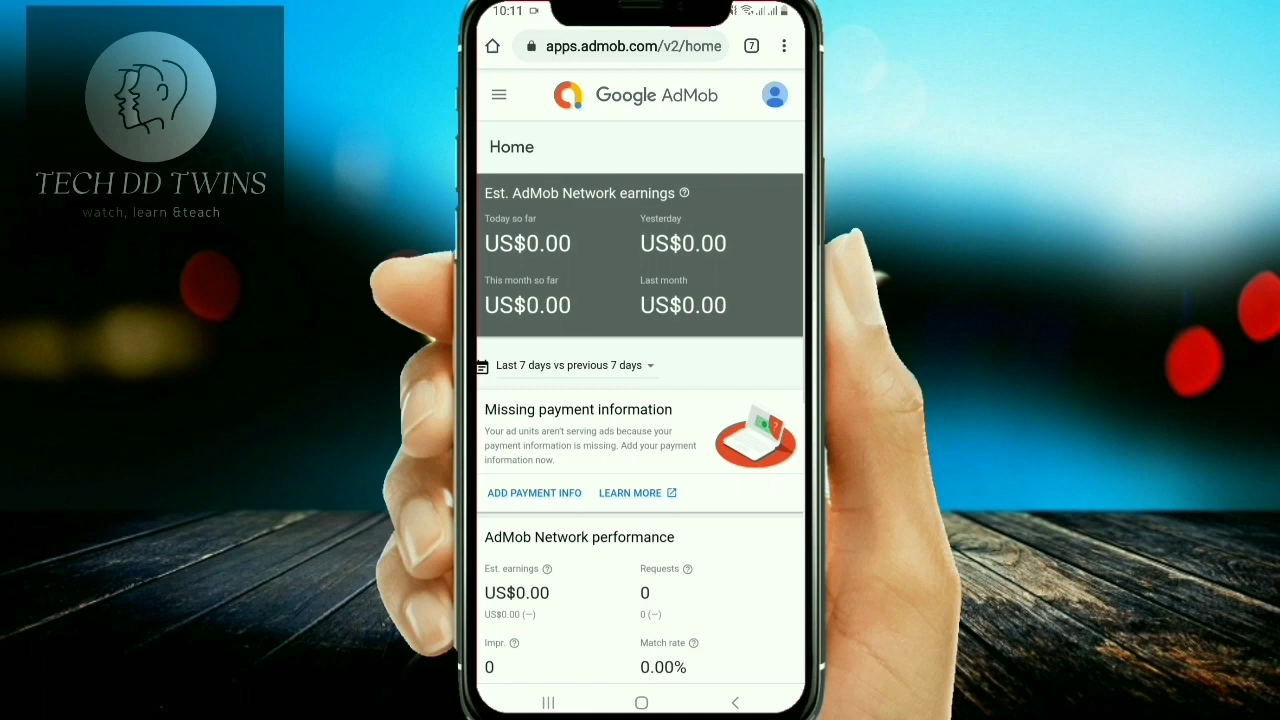 TECH DD TWINS
watch, learn &teach
10:11
apps.admob.com/v2/home
7
Google AdMob
Home
Est. AdMob Network earnings
Today so far
Yesterday
US$0.00
US$0.00
This month so far
Last month
US$0.00
US$0.00
Last 7 days vs previous 7 days
Missing payment information
Your ad units aren't serving ads because your
payment information is missing. Add your payment
information now.
ADD PAYMENT INFO
LEARN MORE
AdMob Network performance
Est. earnings
Requests
US$0.00
0
US$0.00 (—)
0 (—)
Impr.
Match rate
0
0.00%